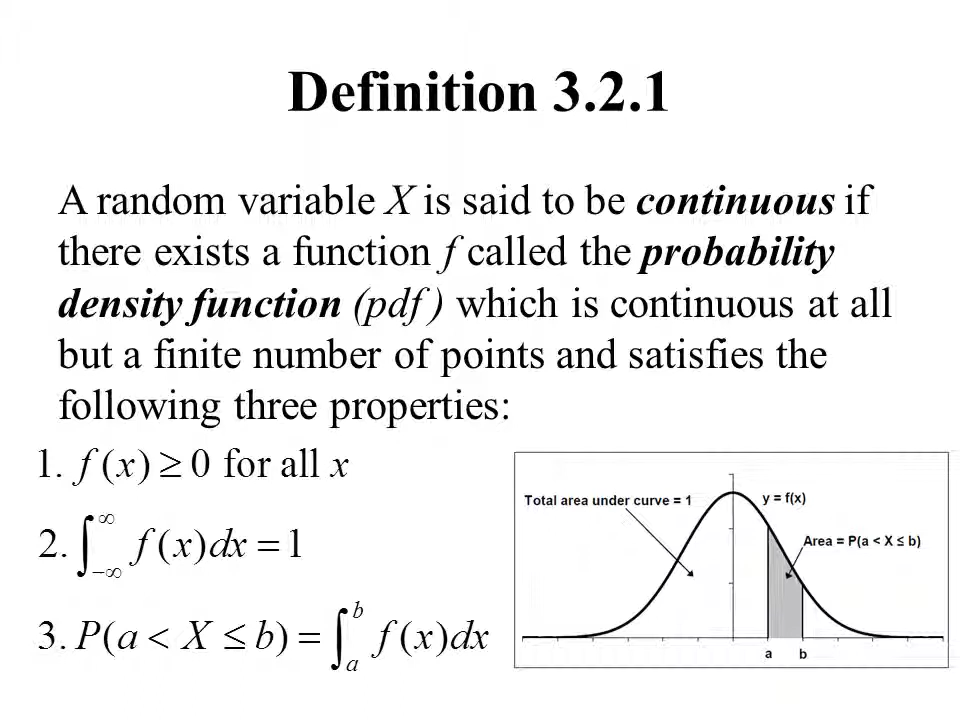 Definition 3.2.1
A random variable X is said to be continuous if
there exists a function f called the probability
density function (pdf ) which is continuous at all
but a finite number of points and satisfies the
following three properties:
1. f (x) ≥ 0 for all x
2. ∫_{−∞}^{∞} f (x)dx = 1
3. P(a < X ≤ b) = ∫_{a}^{b} f (x)dx
Total area under curve = 1
y = f(x)
Area = P(a < X ≤ b)
a b